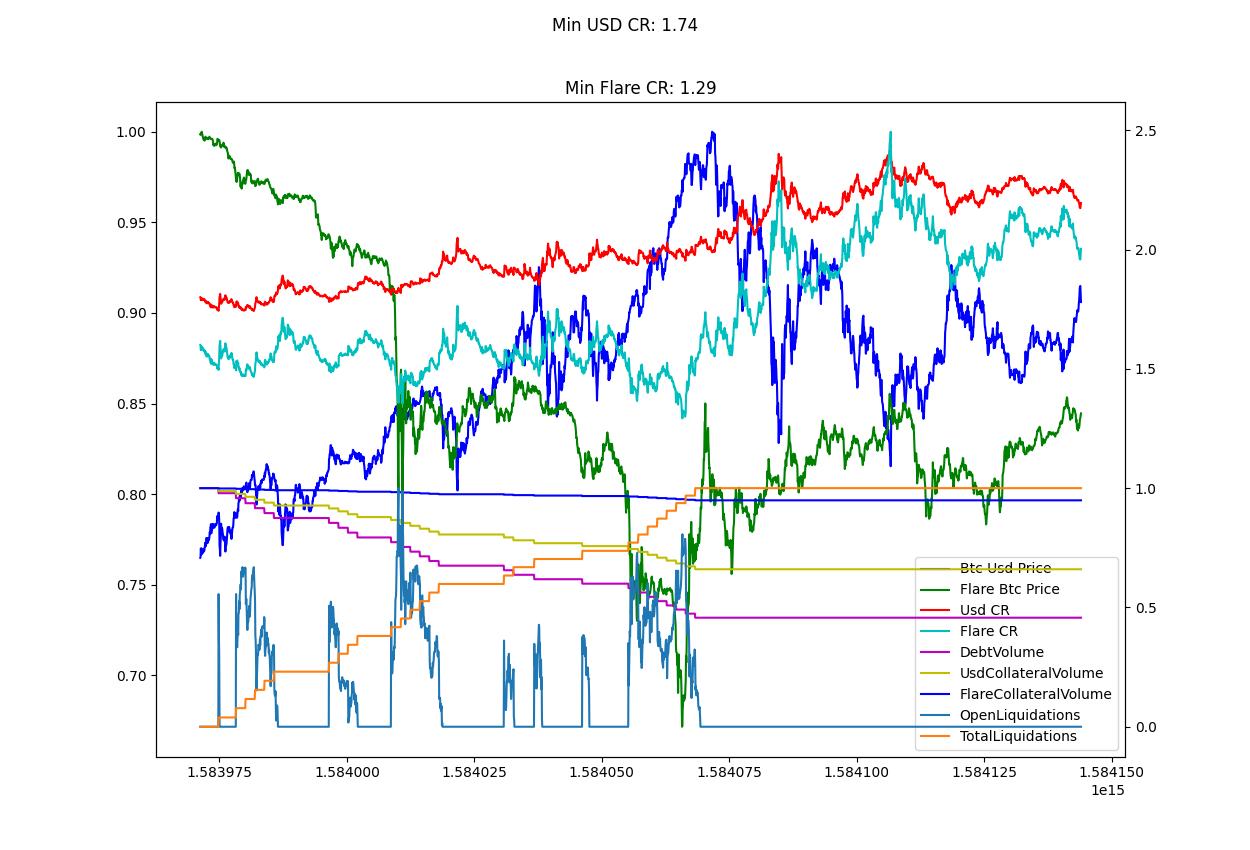 Min USD CR: 1.74
Min Flare CR: 1.29
1.00
0.95
0.90
0.85
0.80
0.75
0.70
2.5
2.0
1.5
1.0
0.5
0.0
Btc Usd Price
Flare Btc Price
Usd CR
Flare CR
DebtVolume
UsdCollateralVolume
FlareCollateralVolume
OpenLiquidations
TotalLiquidations
1.583975 1.584000 1.584025 1.584050 1.584075 1.584100 1.584125 1.584150
1e15